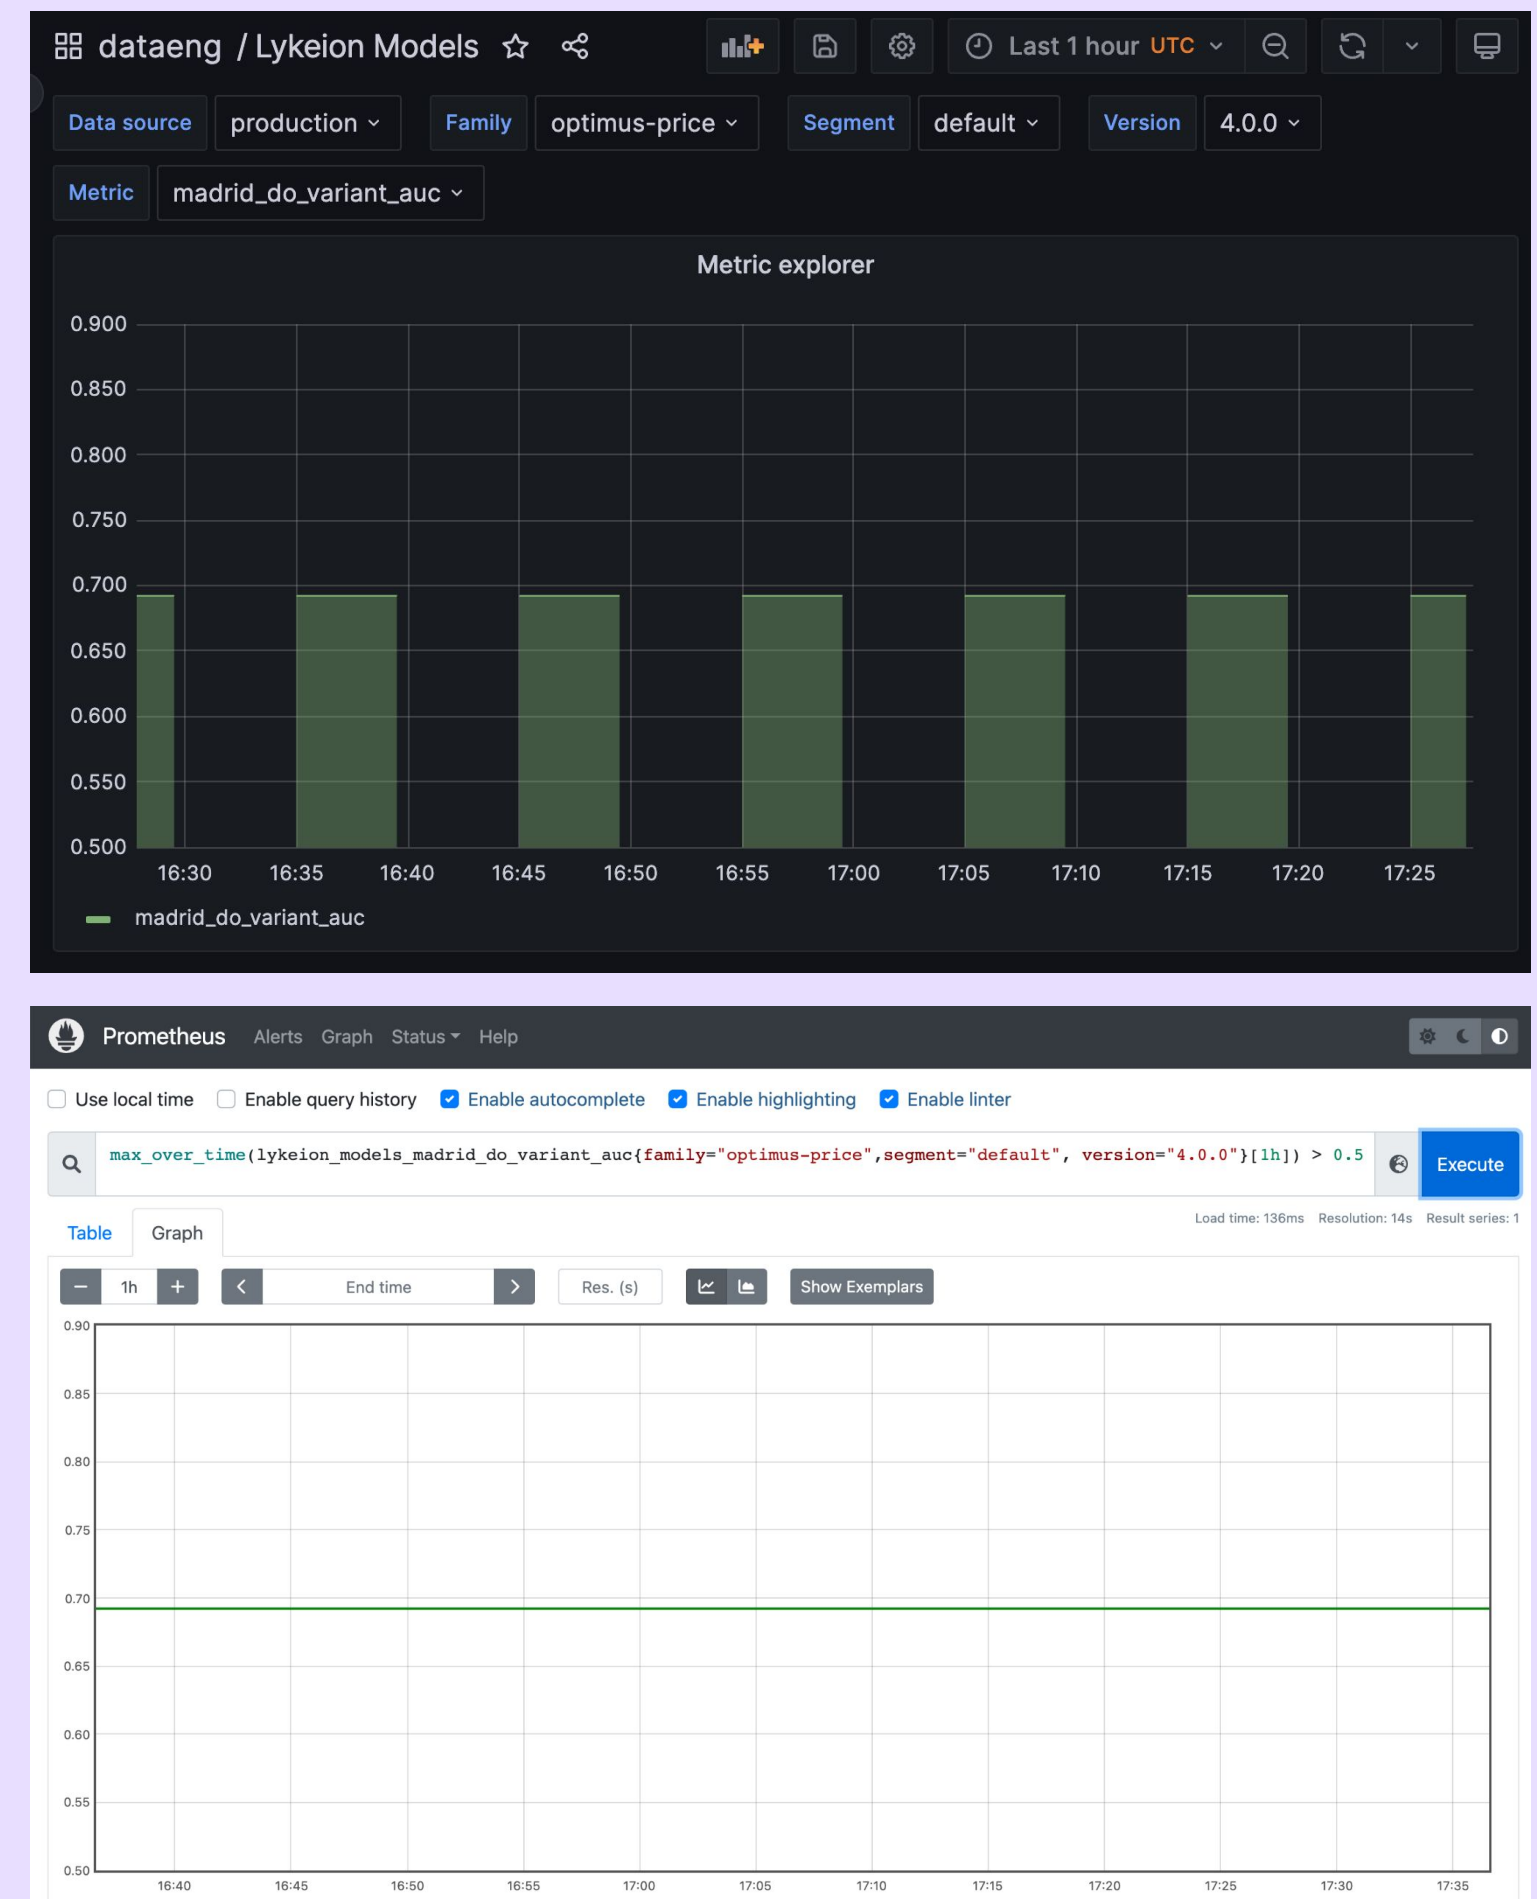 dataeng / Lykeion Models
Last 1 hour UTC
Data source production Family optimus-price Segment default Version 4.0.0
Metric madrid_do_variant_auc
Metric explorer
0.900
0.850
0.800
0.750
0.700
0.650
0.600
0.550
0.500
16:30 16:35 16:40 16:45 16:50 16:55 17:00 17:05 17:10 17:15 17:20 17:25
madrid_do_variant_auc
Prometheus Alerts Graph Status Help
Use local time Enable query history Enable autocomplete Enable highlighting Enable linter
max_over_time(lykeion_models_madrid_do_variant_auc{family="optimus-price",segment="default", version="4.0.0"}[1h]) > 0.5
Execute
Load time: 136ms Resolution: 14s Result series: 1
Table Graph
− 1h + End time Res. (s) Show Exemplars
0.90
0.85
0.80
0.75
0.70
0.65
0.60
0.55
0.50
16:40 16:45 16:50 16:55 17:00 17:05 17:10 17:15 17:20 17:25 17:30 17:35